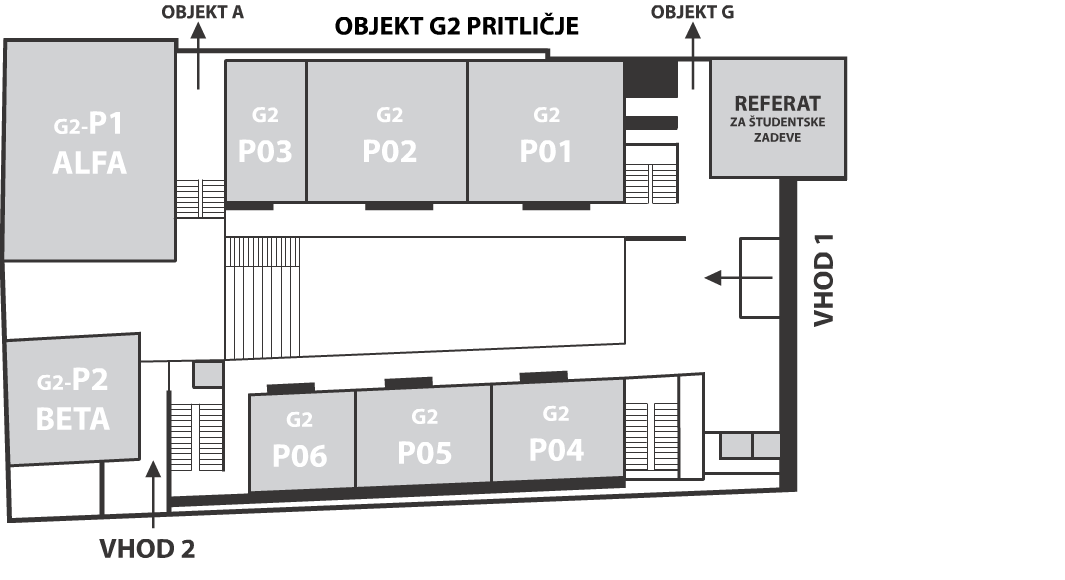 OBJEKT A
OBJEKT G2 PRITLIČJE
OBJEKT G
G2-P1
ALFA
G2
P03
G2
P02
G2
P01
REFERAT
ZA ŠTUDENTSKE
ZADEVE
VHOD 1
G2-P2
BETA
G2
P06
G2
P05
G2
P04
VHOD 2